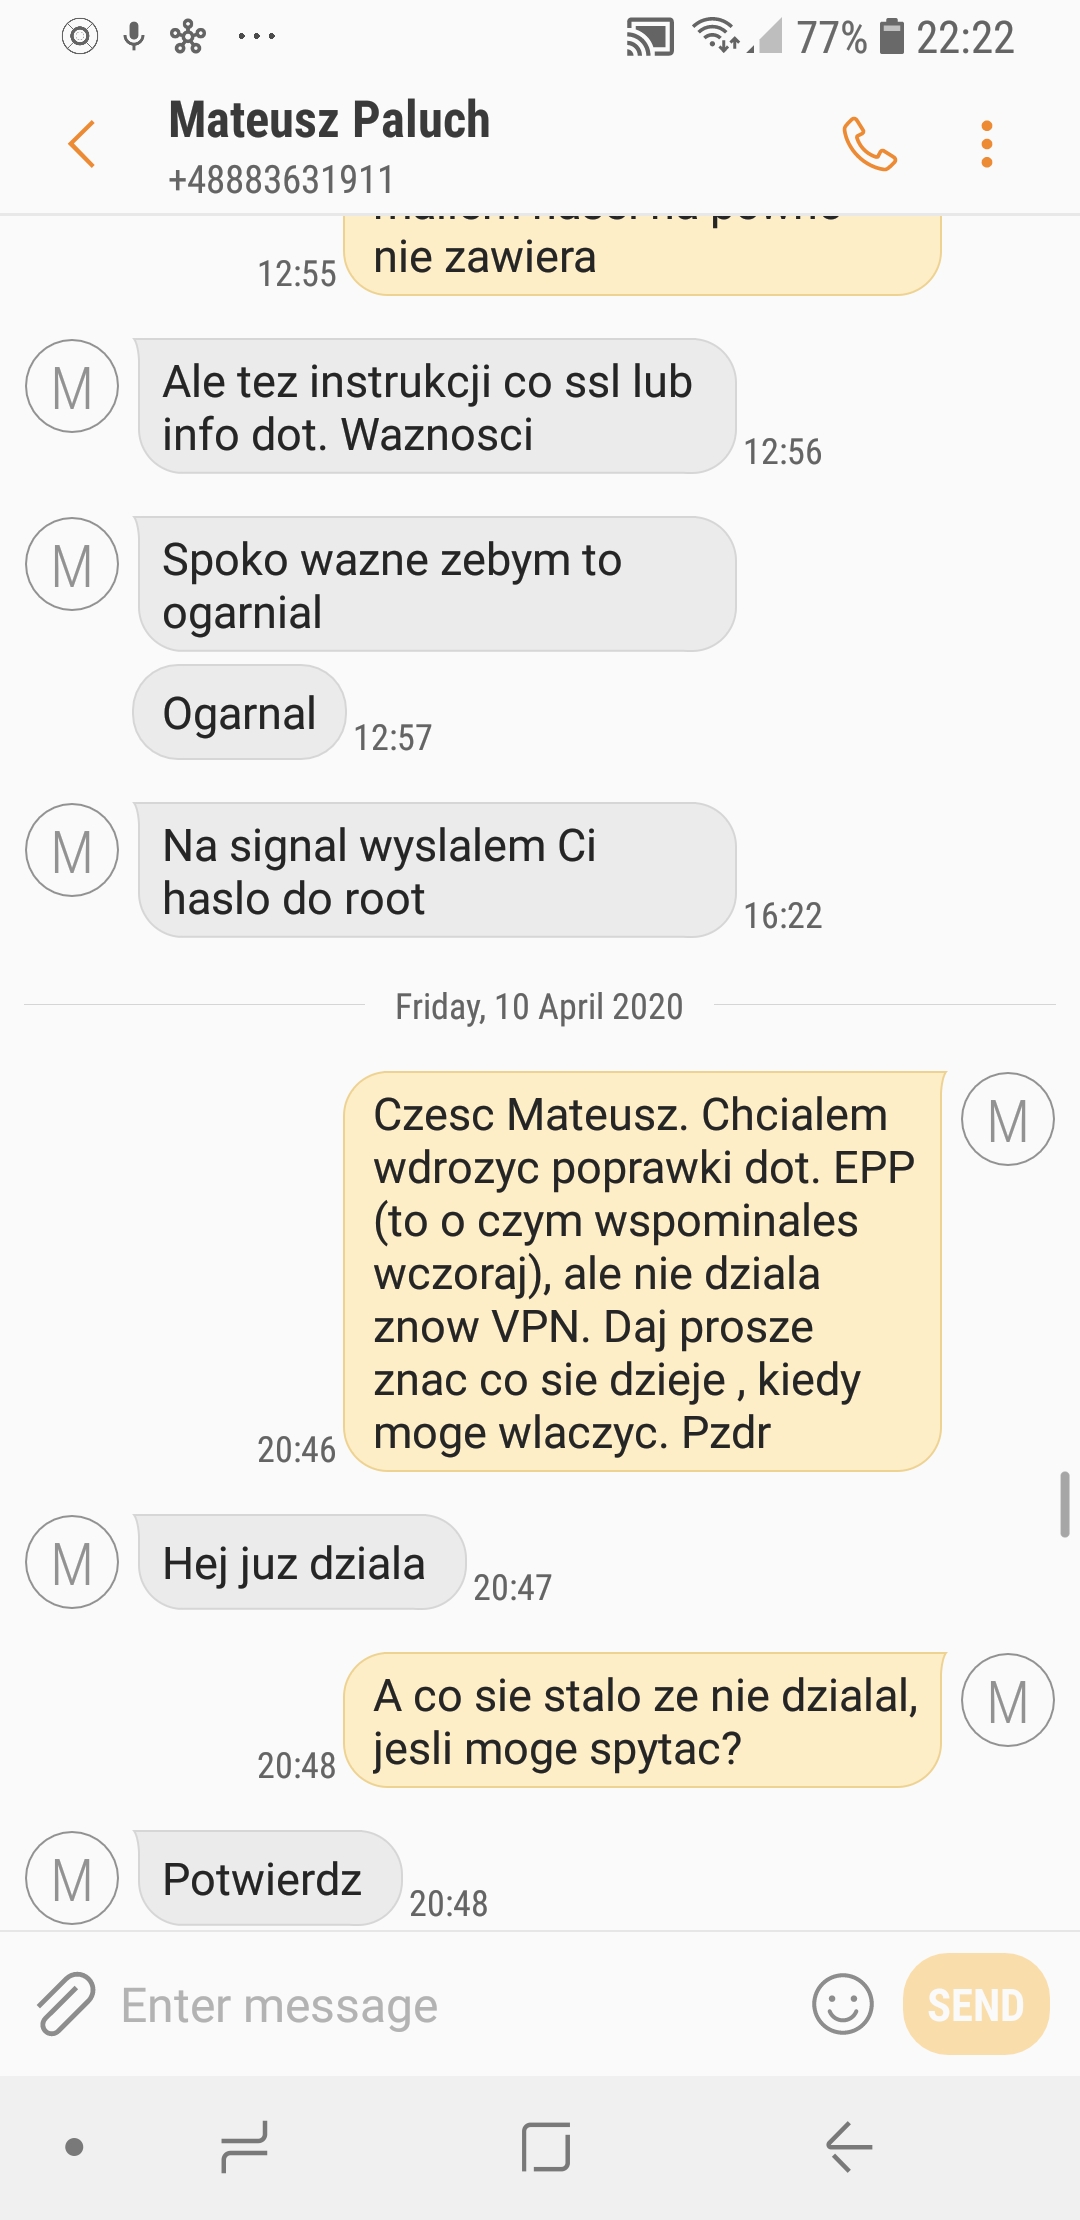 77% 22:22
Mateusz Paluch
+48883631911
nie zawiera
12:55
M
Ale tez instrukcji co ssl lub
info dot. Waznosci
12:56
M
Spoko wazne zebym to
ogarnial
Ogarnal
12:57
M
Na signal wyslalem Ci
haslo do root
16:22
Friday, 10 April 2020
M
Czesc Mateusz. Chcialem
wdrozyc poprawki dot. EPP
(to o czym wspominales
wczoraj), ale nie dziala
znow VPN. Daj prosze
znac co sie dzieje , kiedy
moge wlaczyc. Pzdr
20:46
M
Hej juz dziala
20:47
M
A co sie stalo ze nie dzialal,
jesli moge spytac?
20:48
M
Potwierdz
20:48
Enter message
SEND